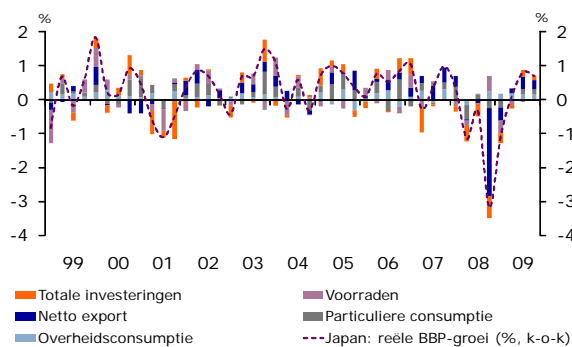 % %
2 2
1 1
0 0
-1 -1
-2 -2
-3 -3
-4 -4
99 00 01 02 03 04 05 06 07 08 09
Totale investeringen Voorraden
Netto export Particuliere consumptie
Overheidsconsumptie Japan: reële BBP-groei (%, k-o-k)